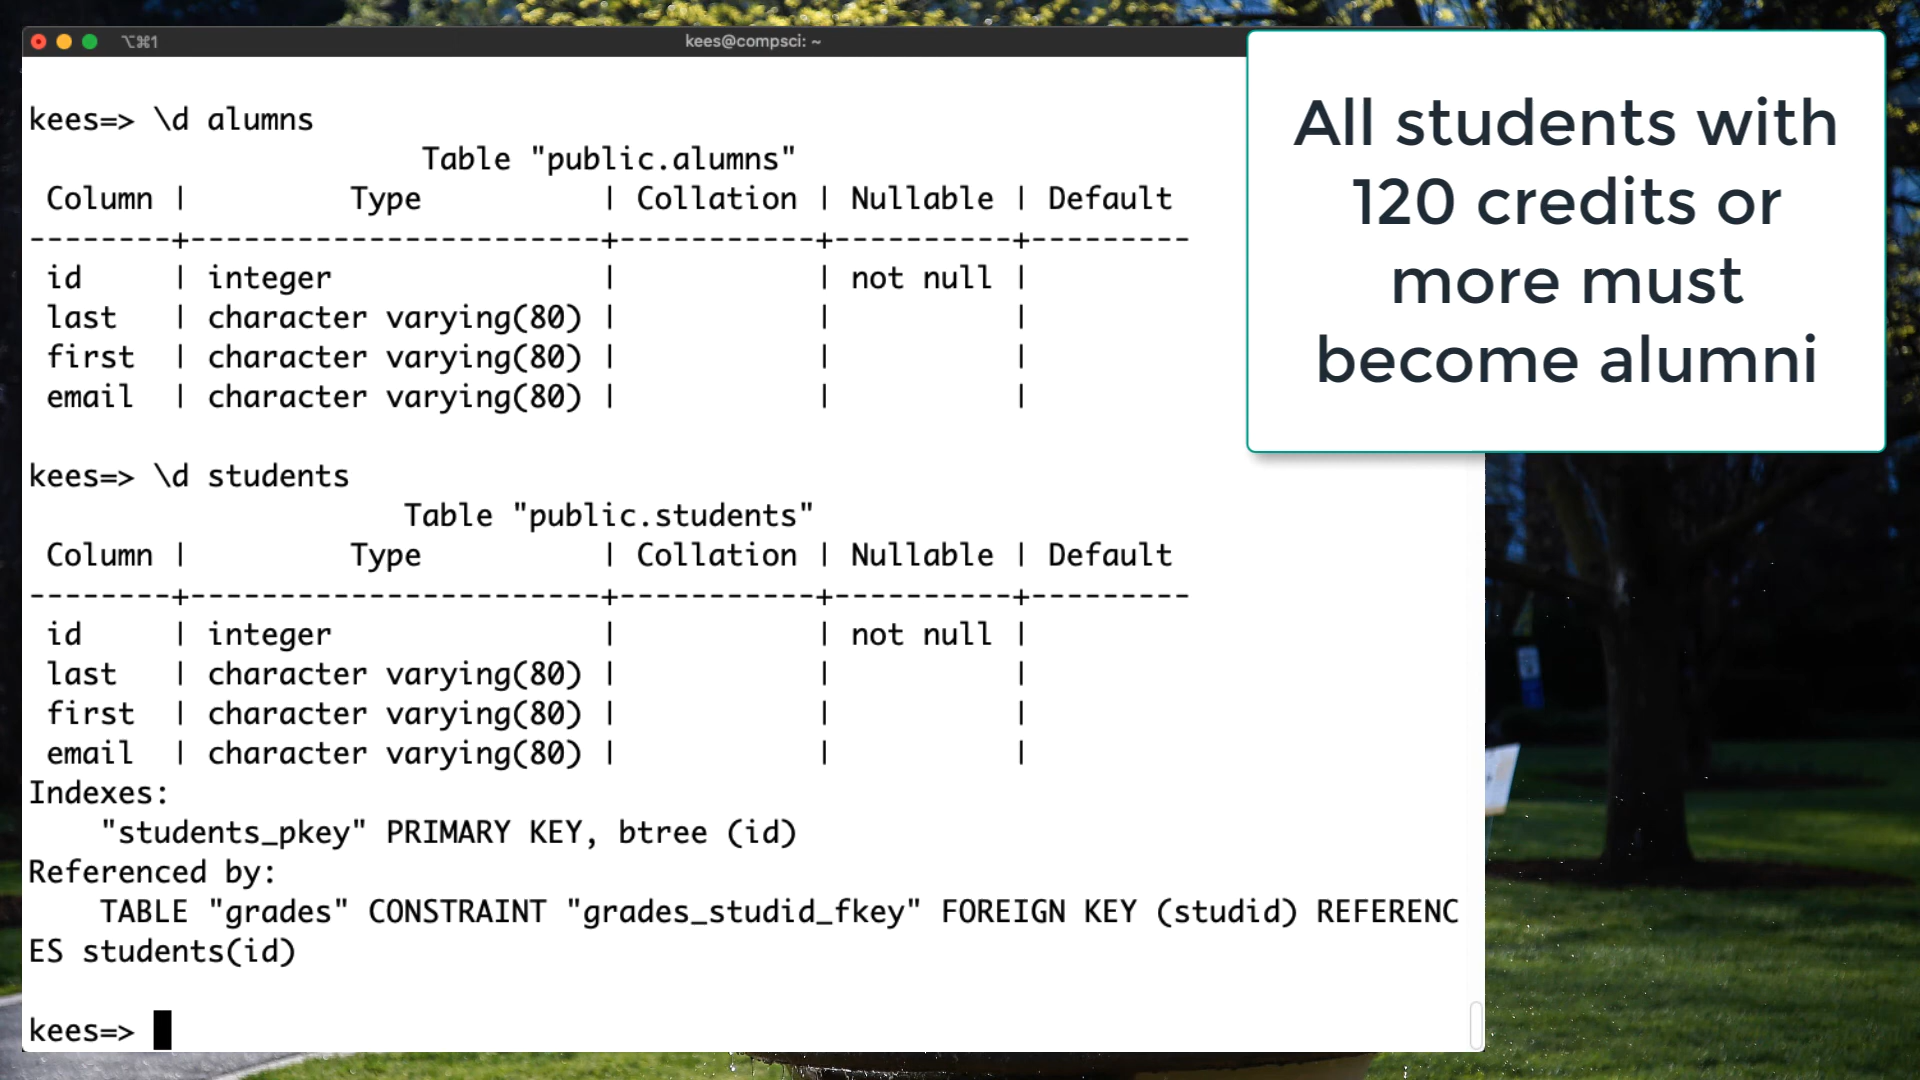 ⌥⌘1
kees@compsci: ~
kees=> \d alumns
Table "public.alumns"
Column | Type | Collation | Nullable | Default
--------+-----------------------+-----------+----------+---------
id | integer | | not null |
last | character varying(80) | | |
first | character varying(80) | | |
email | character varying(80) | | |
kees=> \d students
Table "public.students"
Column | Type | Collation | Nullable | Default
--------+-----------------------+-----------+----------+---------
id | integer | | not null |
last | character varying(80) | | |
first | character varying(80) | | |
email | character varying(80) | | |
Indexes:
"students_pkey" PRIMARY KEY, btree (id)
Referenced by:
TABLE "grades" CONSTRAINT "grades_studid_fkey" FOREIGN KEY (studid) REFERENC
ES students(id)
kees=>
All students with
120 credits or
more must
become alumni